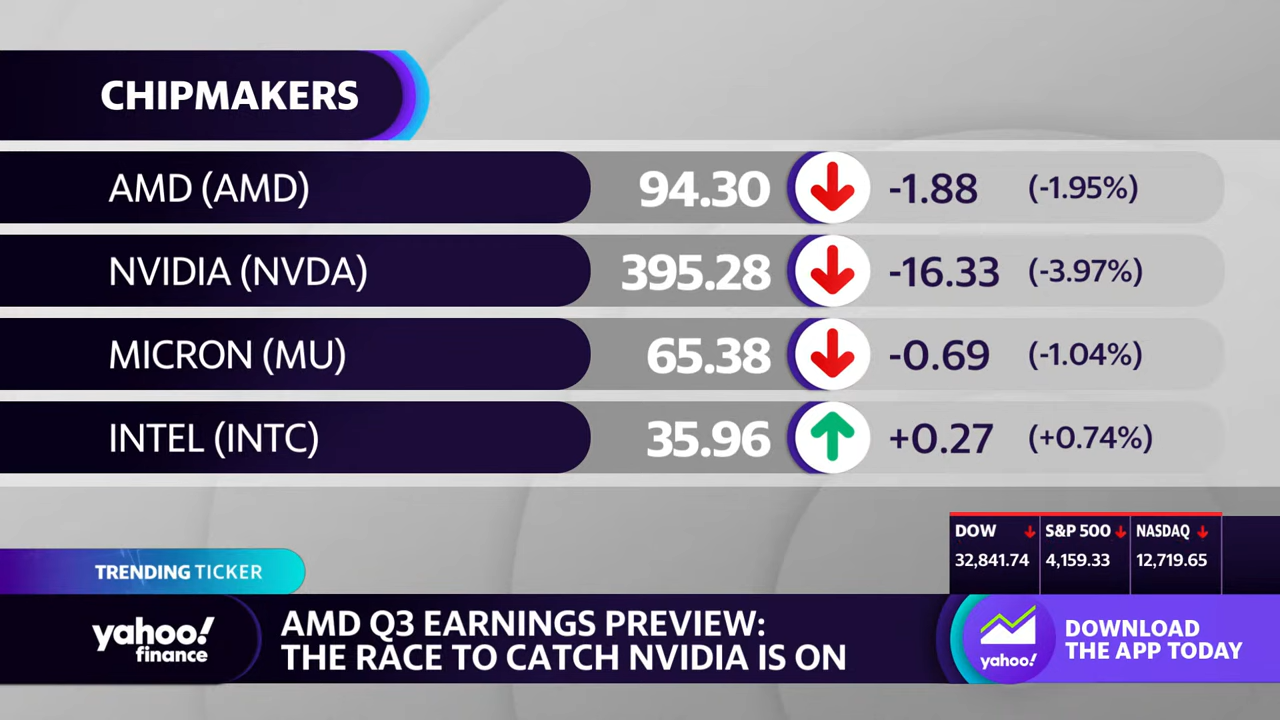 CHIPMAKERS
AMD (AMD) 94.30 -1.88 (-1.95%)
NVIDIA (NVDA) 395.28 -16.33 (-3.97%)
MICRON (MU) 65.38 -0.69 (-1.04%)
INTEL (INTC) 35.96 +0.27 (+0.74%)
DOW S&P 500 NASDAQ
32,841.74 4,159.33 12,719.65
TRENDING TICKER
yahoo!
finance
AMD Q3 EARNINGS PREVIEW:
THE RACE TO CATCH NVIDIA IS ON
yahoo!
DOWNLOAD
THE APP TODAY